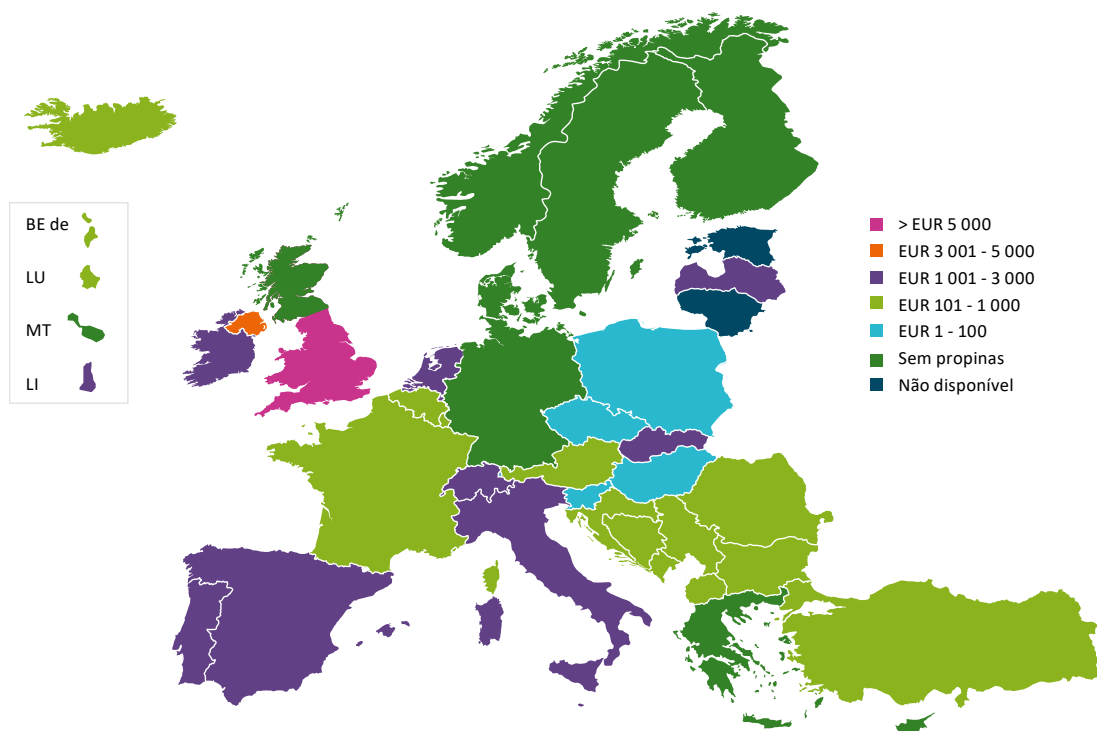 BE de
LU
MT
LI
> EUR 5 000
EUR 3 001 - 5 000
EUR 1 001 - 3 000
EUR 101 - 1 000
EUR 1 - 100
Sem propinas
Não disponível